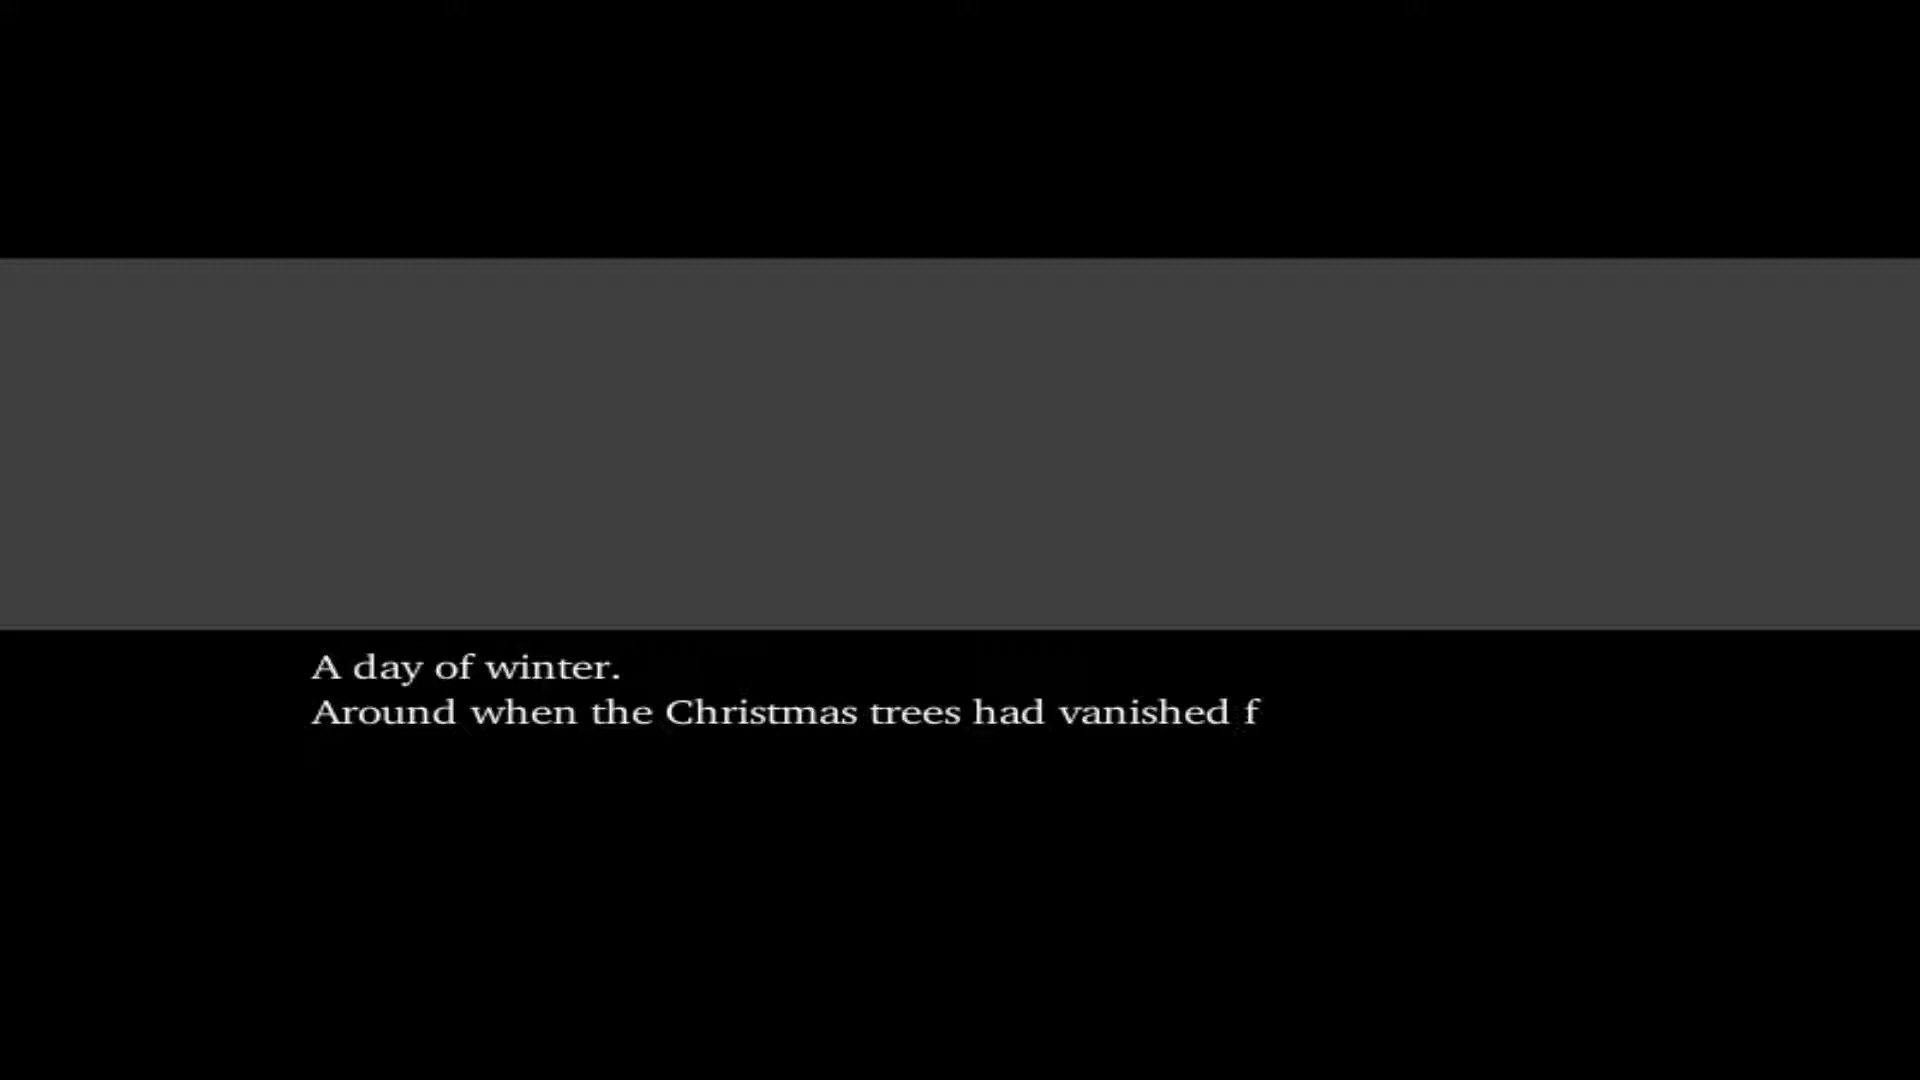 A day of winter.
Around when the Christmas trees had vanished f